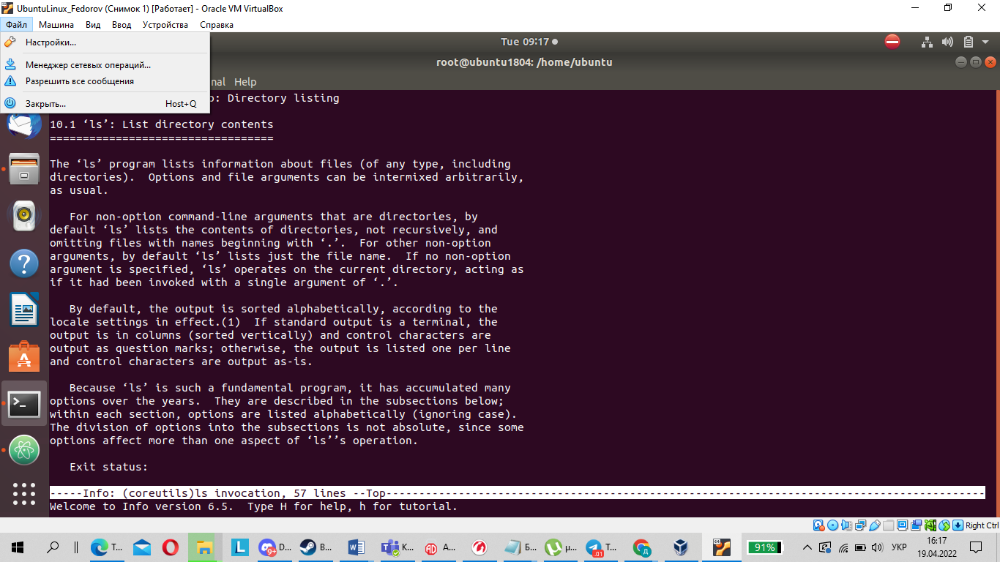 UbuntuLinux_Fedorov (Снимок 1) [Работает] - Oracle VM VirtualBox
Файл Машина Вид Ввод Устройства Справка
Настройки...
Менеджер сетевых операций...
Разрешить все сообщения
Закрыть... Host+Q
Tue 09:17
root@ubuntu1804: /home/ubuntu
nal Help
o: Directory listing
10.1 ‘ls’: List directory contents
==================================
The ‘ls’ program lists information about files (of any type, including
directories).  Options and file arguments can be intermixed arbitrarily,
as usual.
For non-option command-line arguments that are directories, by
default ‘ls’ lists the contents of directories, not recursively, and
omitting files with names beginning with ‘.’.  For other non-option
arguments, by default ‘ls’ lists just the file name.  If no non-option
argument is specified, ‘ls’ operates on the current directory, acting as
if it had been invoked with a single argument of ‘.’.
By default, the output is sorted alphabetically, according to the
locale settings in effect.(1)  If standard output is a terminal, the
output is in columns (sorted vertically) and control characters are
output as question marks; otherwise, the output is listed one per line
and control characters are output as-is.
Because ‘ls’ is such a fundamental program, it has accumulated many
options over the years.  They are described in the subsections below;
within each section, options are listed alphabetically (ignoring case).
The division of options into the subsections is not absolute, since some
options affect more than one aspect of ‘ls’’s operation.
Exit status:
-----Info: (coreutils)ls invocation, 57 lines --Top-----
Welcome to Info version 6.5.  Type H for help, h for tutorial.
Right Ctrl
T... D... B... K... A... Б... µ... T... 91% УКР
16:17
19.04.2022